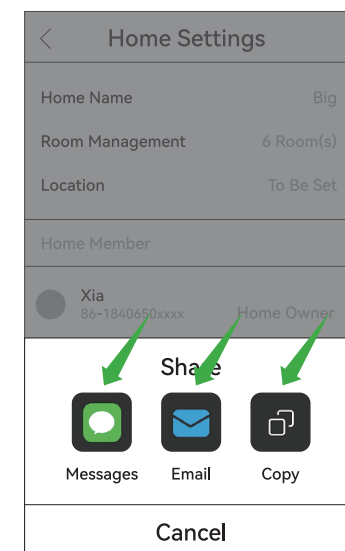 Home Settings
Home Name Big
Room Management 6 Room(s)
Location To Be Set
Home Member
Xia
86-1840650xxxx Home Owner
Share
Messages Email Copy
Cancel